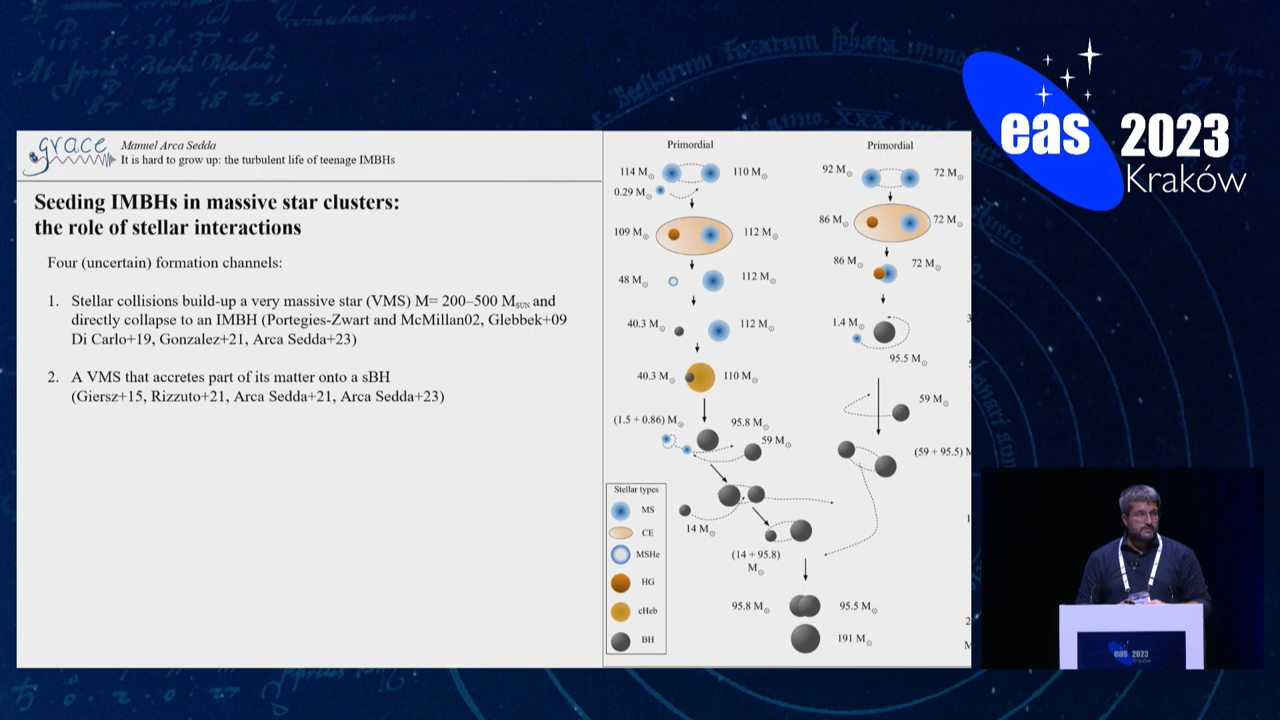 eas 2023
Kraków
grace
Manuel Arca Sedda
It is hard to grow up: the turbulent life of teenage IMBHs
Seeding IMBHs in massive star clusters:
the role of stellar interactions
Four (uncertain) formation channels:
1. Stellar collisions build-up a very massive star (VMS) M= 200–500 M_SUN and
directly collapse to an IMBH (Portegies-Zwart and McMillan02, Glebbek+09
Di Carlo+19, Gonzalez+21, Arca Sedda+23)
2. A VMS that accretes part of its matter onto a sBH
(Giersz+15, Rizzuto+21, Arca Sedda+21, Arca Sedda+23)
Primordial
114 M⊙ 110 M⊙
0.29 M⊙
109 M⊙ 112 M⊙
48 M⊙ 112 M⊙
40.3 M⊙ 112 M⊙
40.3 M⊙ 110 M⊙
(1.5 + 0.86) M⊙ 95.8 M⊙
59 M⊙
14 M⊙
(14 + 95.8)
M⊙
95.8 M⊙ 95.5 M⊙
191 M⊙
Primordial
92 M⊙ 72 M⊙
86 M⊙ 72 M⊙
86 M⊙ 72 M⊙
1.4 M⊙
95.5 M⊙
59 M⊙
(59 + 95.5) M
Stellar types
MS
CE
MSHe
HG
cHeb
BH
eas 2023
Kraków